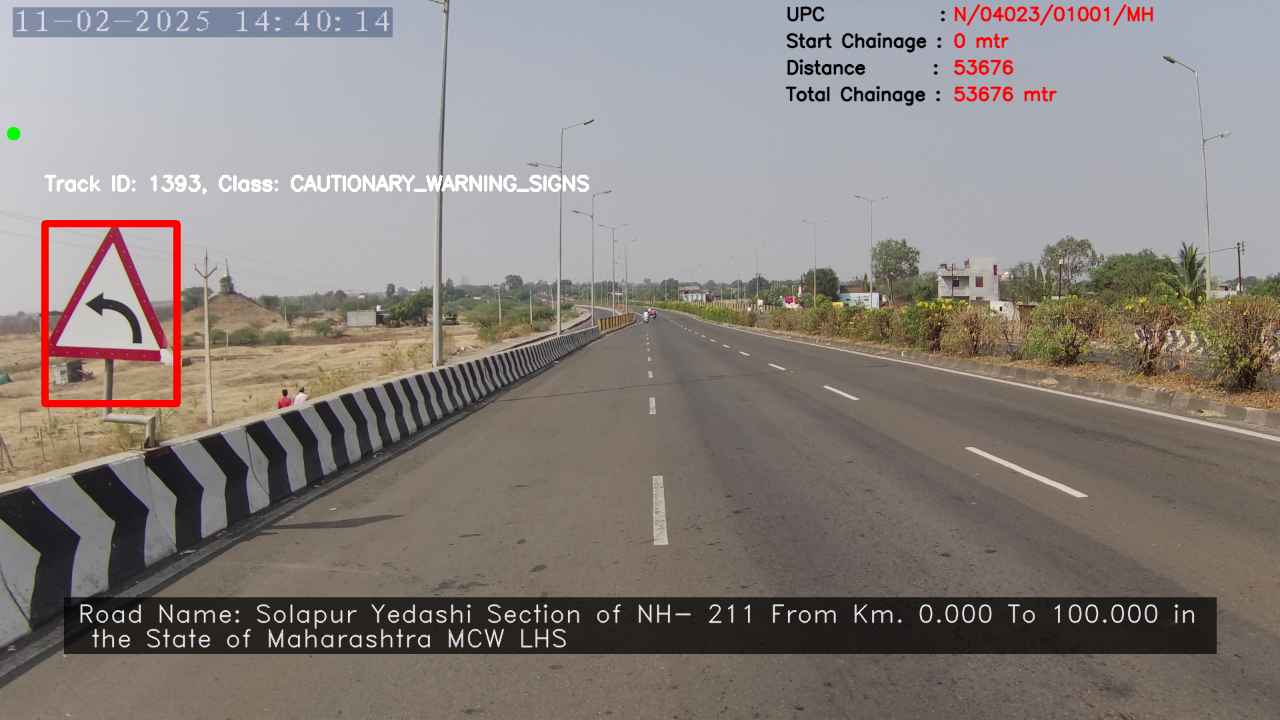 11-02-2025 14:40:14
UPC : N/04023/01001/MH
Start Chainage : 0 mtr
Distance : 53676
Total Chainage : 53676 mtr
Track ID: 1393, Class: CAUTIONARY_WARNING_SIGNS
Road Name: Solapur Yedashi Section of NH- 211 From Km. 0.000 To 100.000 in
the State of Maharashtra MCW LHS